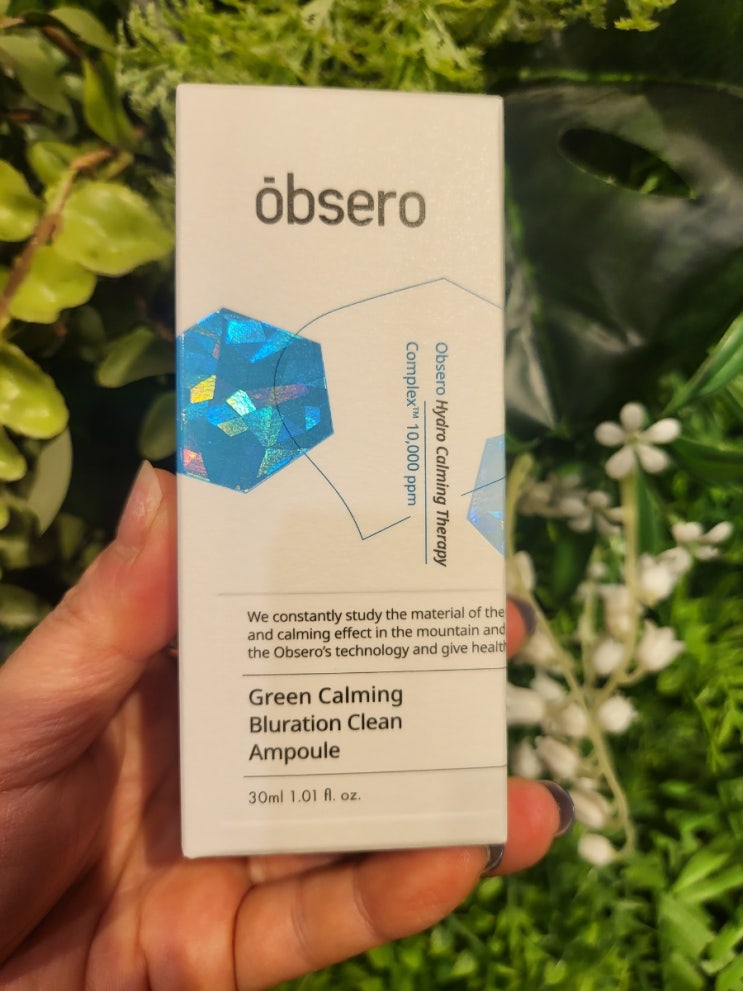 ōbsero
Obsero Hydro Calming Therapy
Complex™ 10,000 ppm
We constantly study the material of the
and calming effect in the mountain and
the Obsero's technology and give healt
Green Calming
Bluration Clean
Ampoule
30ml 1.01 fl. oz.